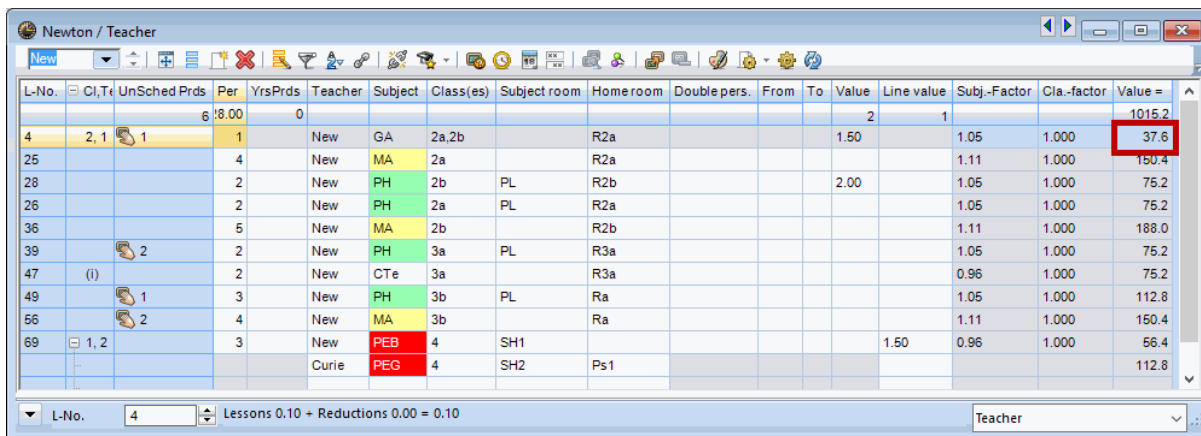 Newton / Teacher
New
L-No. Cl,Te UnSched Prds Per YrsPrds Teacher Subject Class(es) Subject room Home room Double pers. From To Value Line value Subj.-Factor Cla.-factor Value =
6 28.00 0 2 1 1015.2
4 2, 1 1 1 New GA 2a,2b R2a 1.50 1.05 1.000 37.6
25 4 New MA 2a R2a 1.11 1.000 150.4
28 2 New PH 2b PL R2b 2.00 1.05 1.000 75.2
26 2 New PH 2a PL R2a 1.05 1.000 75.2
36 5 New MA 2b R2b 1.11 1.000 188.0
39 2 2 New PH 3a PL R3a 1.05 1.000 75.2
47 (i) 2 New CTe 3a R3a 0.96 1.000 75.2
49 1 3 New PH 3b PL Ra 1.05 1.000 112.8
56 2 4 New MA 3b Ra 1.11 1.000 150.4
69 1, 2 3 New PEB 4 SH1 1.50 0.96 1.000 56.4
Curie PEG 4 SH2 Ps1 112.8
L-No. 4 Lessons 0.10 + Reductions 0.00 = 0.10 Teacher